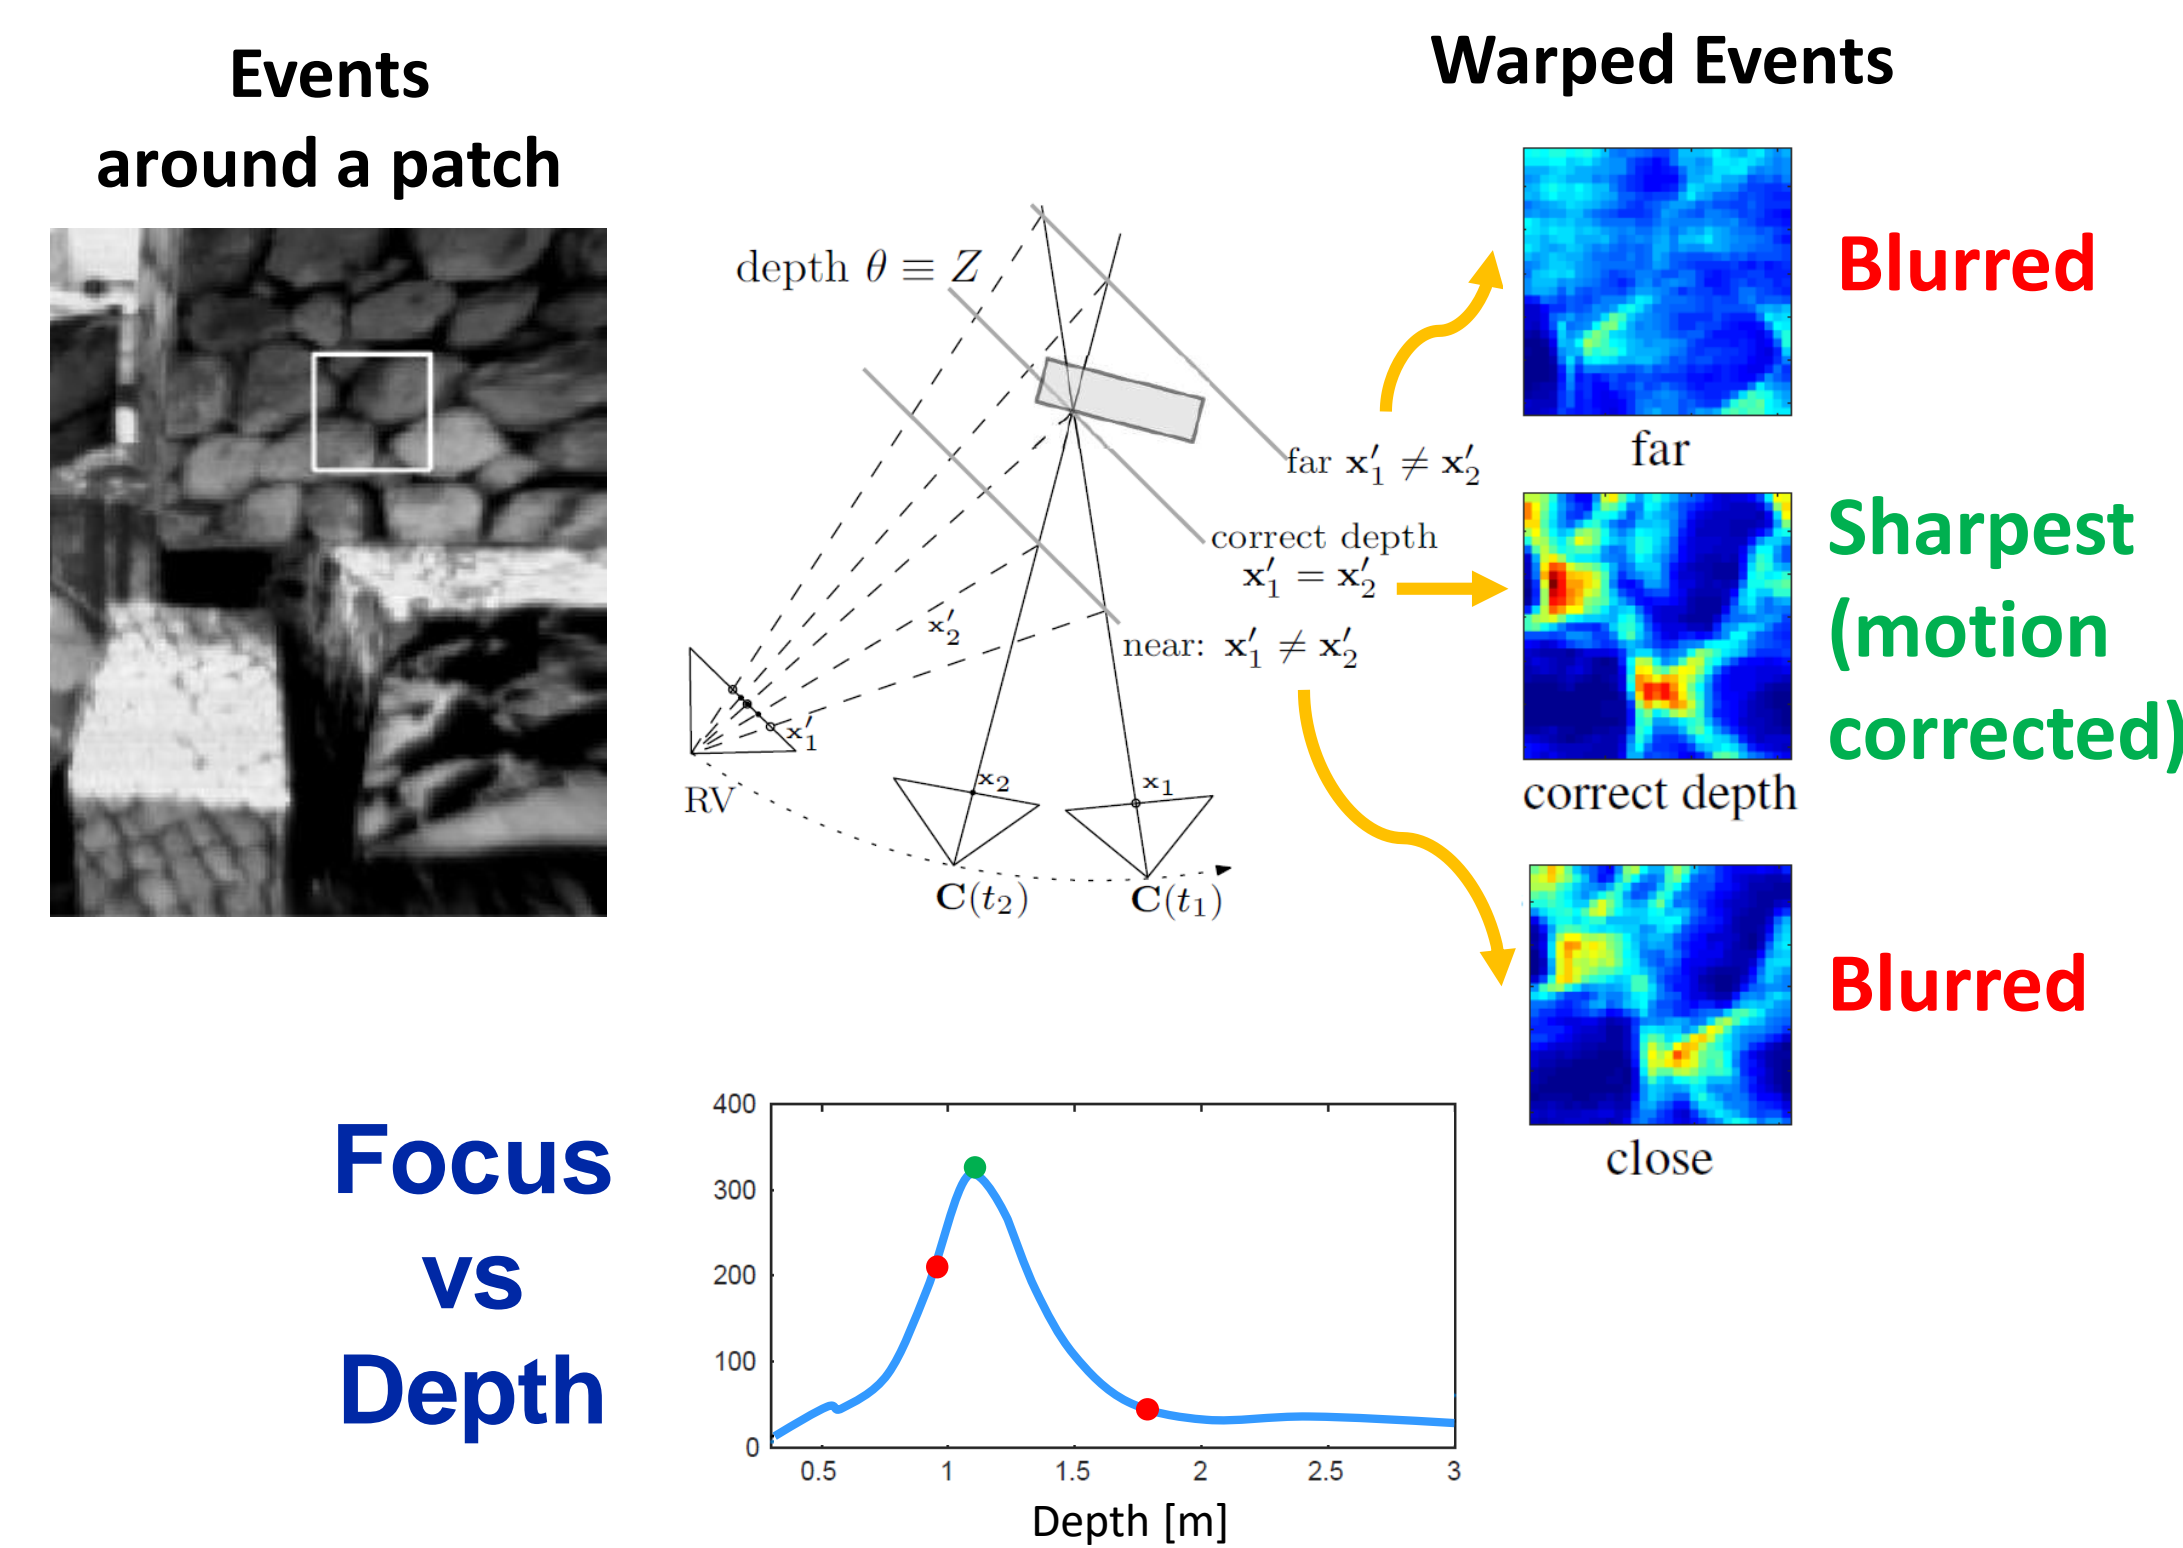 Events
around a patch
Warped Events
depth θ ≡ Z
far x′₁ ≠ x′₂
correct depth
x′₁ = x′₂
near: x′₁ ≠ x′₂
x′₂
x′₁
RV
x₂
x₁
C(t₂)
C(t₁)
Blurred
far
Sharpest
(motion
corrected)
correct depth
Blurred
close
Focus
vs
Depth
400
300
200
100
0
0.5
1
1.5
2
2.5
3
Depth [m]